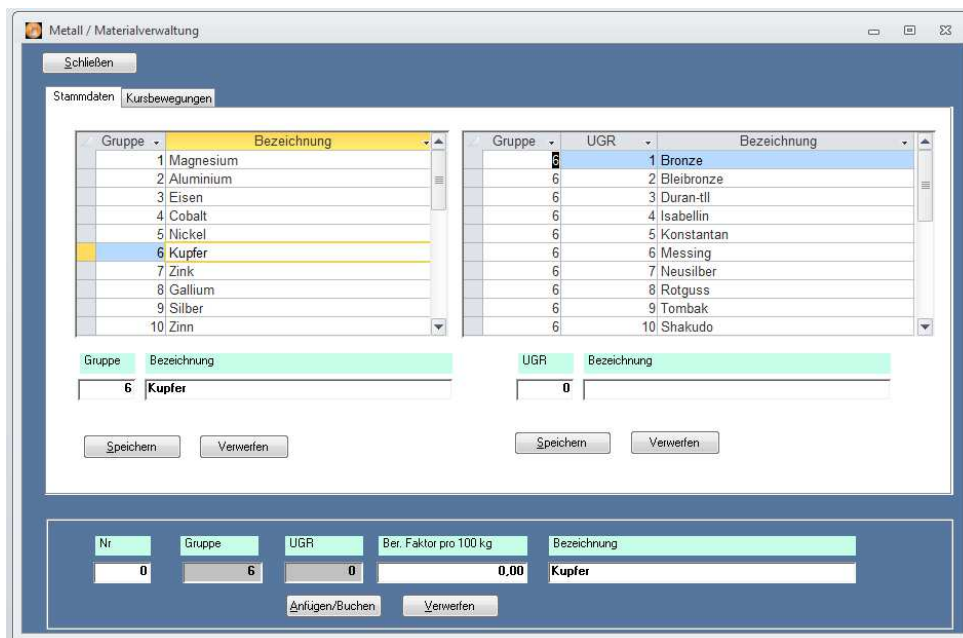 Metall / Materialverwaltung
Schließen
Stammdaten Kursbewegungen
Gruppe Bezeichnung Gruppe UGR Bezeichnung
1 Magnesium 6 1 Bronze
2 Aluminium 6 2 Bleibronze
3 Eisen 6 3 Duran-tll
4 Cobalt 6 4 Isabellin
5 Nickel 6 5 Konstantan
6 Kupfer 6 6 Messing
7 Zink 6 7 Neusilber
8 Gallium 6 8 Rotguss
9 Silber 6 9 Tombak
10 Zinn 6 10 Shakudo
Gruppe Bezeichnung UGR Bezeichnung
6 Kupfer 0
Speichern Verwerfen Speichern Verwerfen
Nr Gruppe UGR Ber. Faktor pro 100 kg Bezeichnung
0 6 0 0,00 Kupfer
Anfügen/Buchen Verwerfen